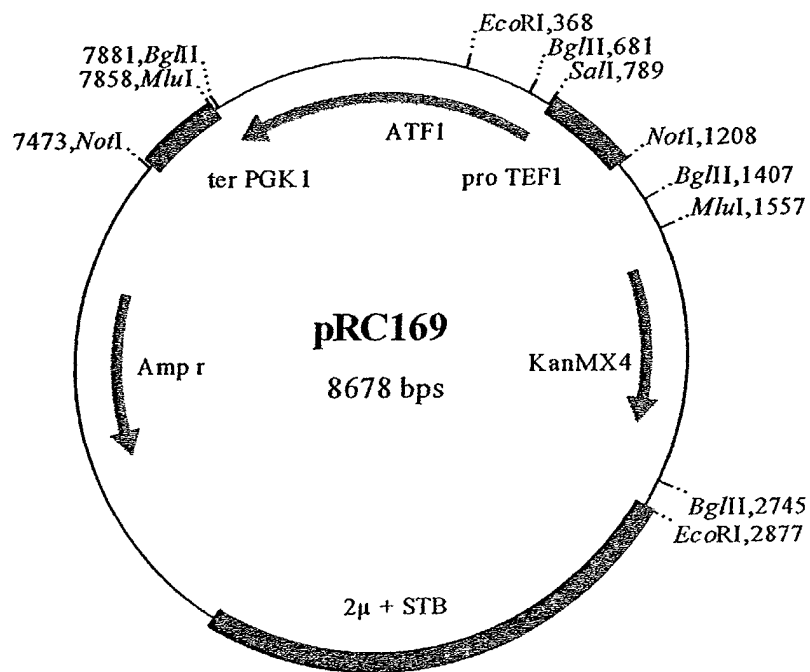 EcoRI,368
7881,BglII
BglII,681
7858,MluI
SalI,789
7473,NotI
ATF1
NotI,1208
ter PGK1
pro TEF1
BglII,1407
MluI,1557
pRC169
Amp r
8678 bps
KanMX4
BglII,2745
EcoRI,2877
2μ + STB